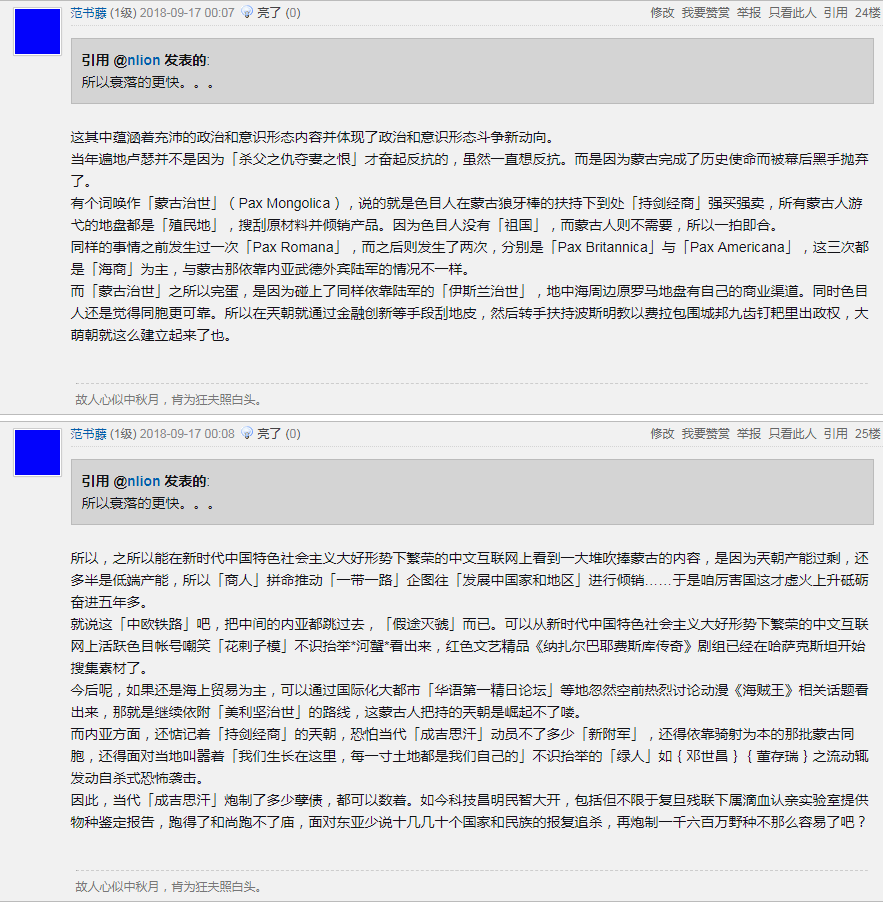 范书藤 (1级) 2018-09-17 00:07 亮了 (0) 修改 我要赞赏 举报 只看此人 引用 24楼
引用 @nlion 发表的:
所以衰落的更快。。。
这其中蕴涵着充沛的政治和意识形态内容并体现了政治和意识形态斗争新动向。
当年遍地卢瑟并不是因为「杀父之仇夺妻之恨」才奋起反抗的，虽然一直想反抗。而是因为蒙古完成了历史使命而被幕后黑手抛弃
了。
有个词唤作「蒙古治世」（ Pax Mongolica ），说的就是色目人在蒙古狼牙棒的扶持下到处「持剑经商」强买强卖，所有蒙古人游
弋的地盘都是「殖民地」，搜刮原材料并倾销产品。因为色目人没有「祖国」，而蒙古人则不需要，所以一拍即合。
同样的事情之前发生过一次「Pax Romana」，而之后则发生了两次，分别是「Pax Britannica」与「Pax Americana」，这三次都
是「海商」为主，与蒙古那依靠内亚武德外宾陆军的情况不一样。
而「蒙古治世」之所以完蛋，是因为碰上了同样依靠陆军的「伊斯兰治世」，地中海周边原罗马地盘有自己的商业渠道。同时色目
人还是觉得同胞更可靠。所以在天朝就通过金融创新等手段刮地皮，然后转手扶持波斯明教以费拉包围城邦九齿钉耙里出政权，大
萌朝就这么建立起来了也。
故人心似中秋月，肯为狂夫照白头。
范书藤 (1级) 2018-09-17 00:08 亮了 (0) 修改 我要赞赏 举报 只看此人 引用 25楼
引用 @nlion 发表的:
所以衰落的更快。。。
所以，之所以能在新时代中国特色社会主义大好形势下繁荣的中文互联网上看到一大堆吹捧蒙古的内容，是因为天朝产能过剩，还
多半是低端产能，所以「商人」拼命推动「一带一路」企图往「发展中国家和地区」进行倾销……于是咱厉害国这才虚火上升砥砺
奋进五年多。
就说这「中欧铁路」吧，把中间的内亚都跳过去，「假途灭虢」而已。可以从新时代中国特色社会主义大好形势下繁荣的中文互联
网上活跃色目帐号嘲笑「花剌子模」不识抬举*河蟹*看出来，红色文艺精品《纳扎尔巴耶费斯库传奇》剧组已经在哈萨克斯坦开始
搜集素材了。
今后呢，如果还是海上贸易为主，可以通过国际化大都市「华语第一精日论坛」等地忽然空前热烈讨论动漫《海贼王》相关话题看
出来，那就是继续依附「美利坚治世」的路线，这蒙古人把持的天朝是崛起不了喽。
而内亚方面，还惦记着「持剑经商」的天朝，恐怕当代「成吉思汗」动员不了多少「新附军」，还得依靠骑射为本的那批蒙古同
胞，还得面对当地叫嚣着「我们生长在这里，每一寸土地都是我们自己的」不识抬举的「绿人」如｛邓世昌｝｛董存瑞｝之流动辄
发动自杀式恐怖袭击。
因此，当代「成吉思汗」炮制了多少孽债，都可以数着。如今科技昌明民智大开，包括但不限于复旦残联下属滴血认亲实验室提供
物种鉴定报告，跑得了和尚跑不了庙，面对东亚少说十几几十个国家和民族的报复追杀，再炮制一千六百万野种不那么容易了吧？
故人心似中秋月，肯为狂夫照白头。